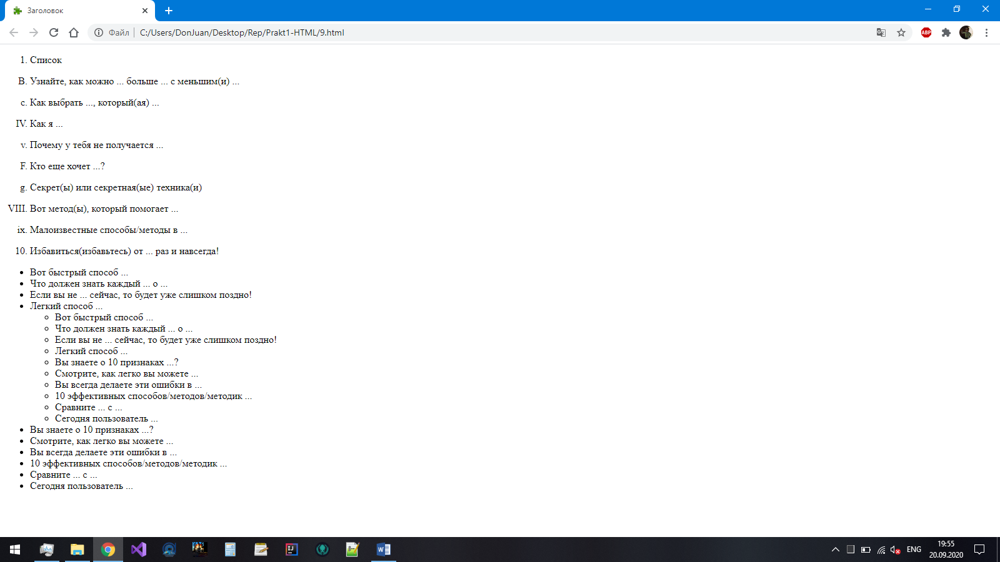 Заголовок
Файл
C:/Users/DonJuan/Desktop/Rep/Prakt1-HTML/9.html
ABP
1. Список
B. Узнайте, как можно ... больше ... с меньшим(и) ...
c. Как выбрать ..., который(ая) ...
IV. Как я ...
v. Почему у тебя не получается ...
F. Кто еще хочет ...?
g. Секрет(ы) или секретная(ые) техника(и)
VIII. Вот метод(ы), который помогает ...
ix. Малоизвестные способы/методы в ...
10. Избавиться(избавьтесь) от ... раз и навсегда!
• Вот быстрый способ ...
• Что должен знать каждый ... о ...
• Если вы не ... сейчас, то будет уже слишком поздно!
• Легкий способ ...
◦ Вот быстрый способ ...
◦ Что должен знать каждый ... о ...
◦ Если вы не ... сейчас, то будет уже слишком поздно!
◦ Легкий способ ...
◦ Вы знаете о 10 признаках ...?
◦ Смотрите, как легко вы можете ...
◦ Вы всегда делаете эти ошибки в ...
◦ 10 эффективных способов/методов/методик ...
◦ Сравните ... с ...
◦ Сегодня пользователь ...
• Вы знаете о 10 признаках ...?
• Смотрите, как легко вы можете ...
• Вы всегда делаете эти ошибки в ...
• 10 эффективных способов/методов/методик ...
• Сравните ... с ...
• Сегодня пользователь ...
IJ
W
ENG
19:55
20.09.2020